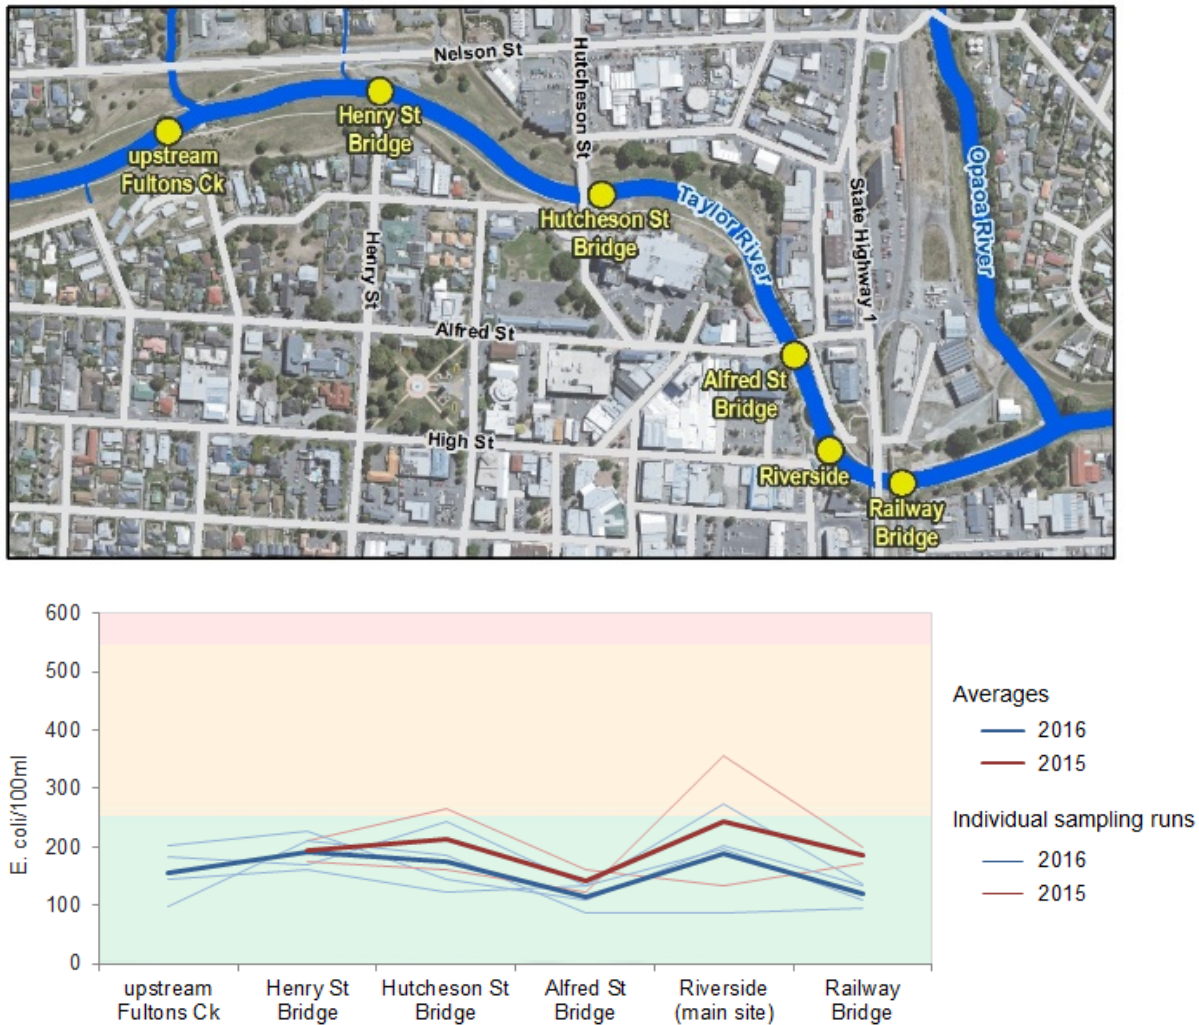 Nelson St
Hutcheson St
Henry St
Bridge
upstream
Fultons Ck
Hutcheson St
Bridge
Taylor River
Opaoa River
State Highway 1
Henry St
Alfred St
Alfred St
Bridge
High St
Riverside
Railway
Bridge
600
500
400
300
200
100
0
E. coli/100ml
upstream
Fultons Ck
Henry St
Bridge
Hutcheson St
Bridge
Alfred St
Bridge
Riverside
(main site)
Railway
Bridge
Averages
2016
2015
Individual sampling runs
2016
2015